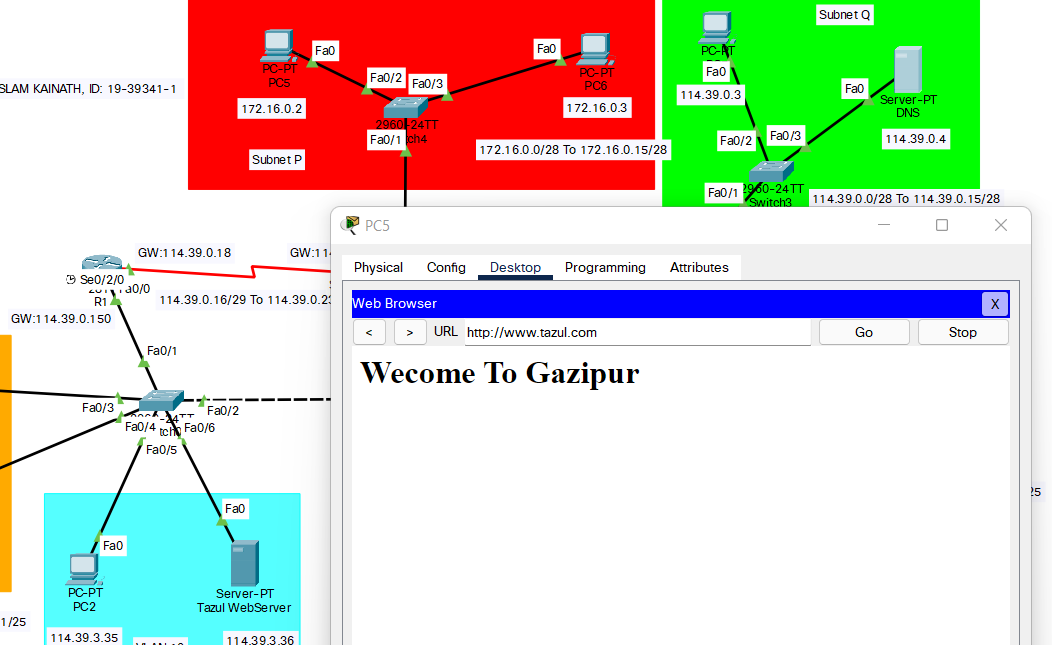 SLAM KAINATH, ID: 19-39341-1
Fa0
PC-PT
PC5
172.16.0.2
Subnet P
Fa0/2
Fa0/3
Fa0/1
Fa0
PC-PT
PC6
172.16.0.3
172.16.0.0/28 To 172.16.0.15/28
Subnet Q
PC-PT
Fa0
114.39.0.3
Fa0
Server-PT
DNS
114.39.0.4
Fa0/2
Fa0/3
Fa0/1
2960-24TT
Switch3
114.39.0.0/28 To 114.39.0.15/28
GW:114.39.0.18
Se0/2/0
R1
114.39.0.16/29 To 114.39.0.23
GW:114.39.0.150
Fa0/1
Fa0/3
Fa0/2
Fa0/4
Fa0/6
Fa0/5
Fa0
PC-PT
PC2
114.39.3.35
Fa0
Server-PT
Tazul WebServer
114.39.3.36
1/25
PC5
Physical
Config
Desktop
Programming
Attributes
Web Browser
X
<
>
URL
http://www.tazul.com
Go
Stop
Wecome To Gazipur